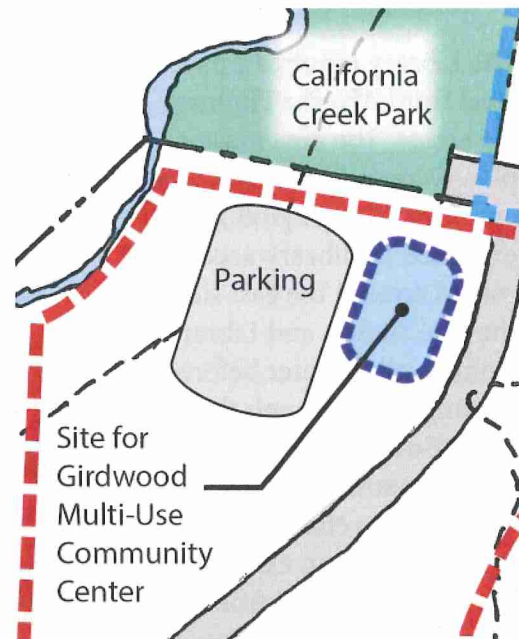 California
Creek Park
Parking
Site for
Girdwood
Multi-Use
Community
Center